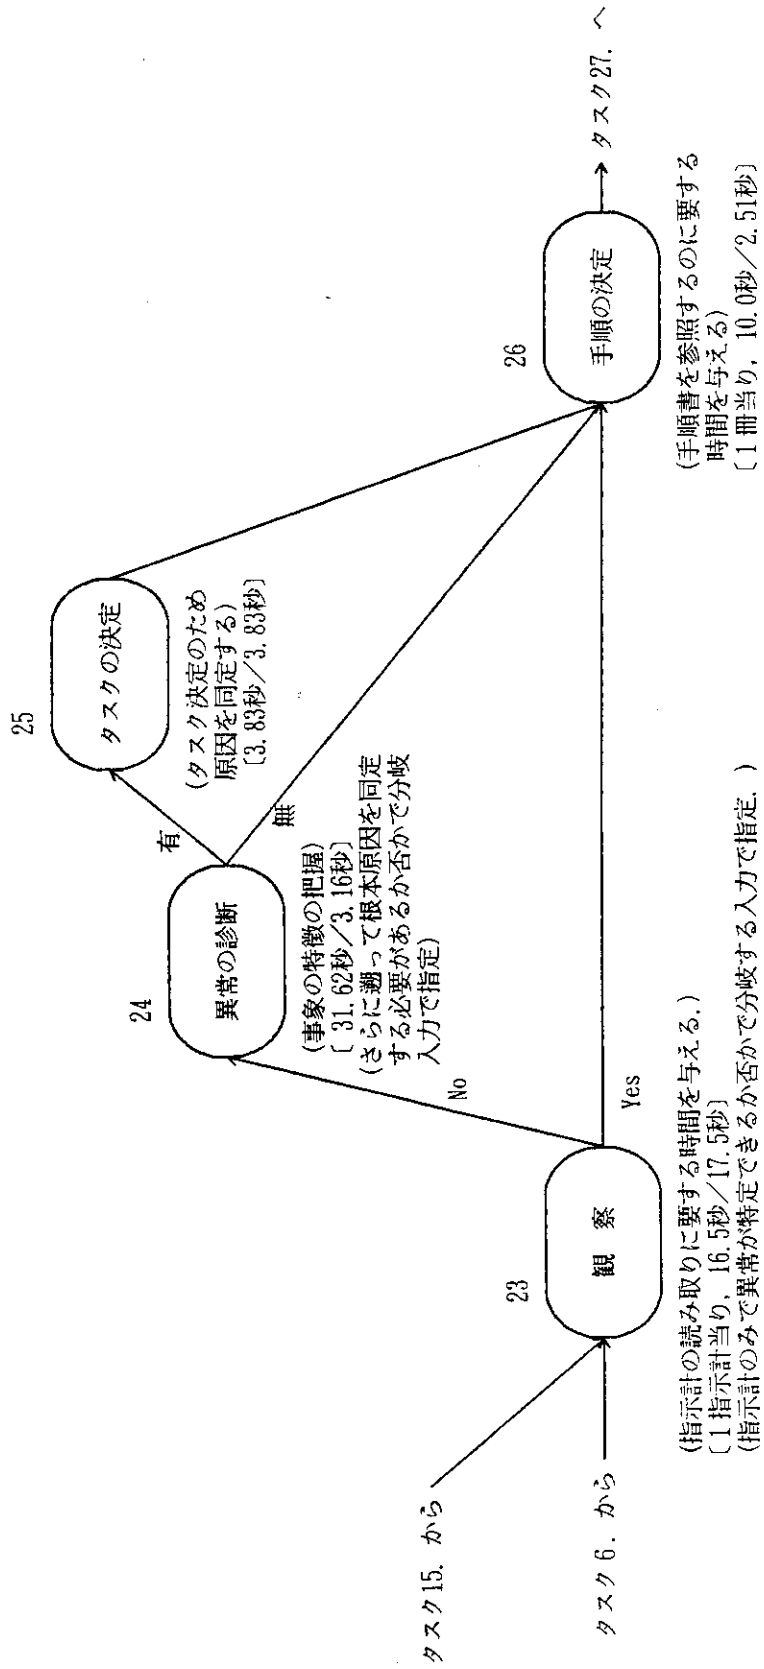 タスク15. から
タスク6. から
23
観 察
(指示計の読み取りに要する時間を与える.)
〔1指示計当り, 16.5秒/17.5秒〕
(指示計のみで異常が特定できるか否かで分岐する入力で指定. )
No
Yes
24
異常の診断
(事象の特徴の把握)
〔31.62秒/3.16秒〕
(さらに遡って根本原因を同定
する必要があるか否かで分岐
入力で指定)
有
無
25
タスクの決定
(タスク決定のため
原因を同定する)
〔3.83秒/3.83秒〕
26
手順の決定
(手順書を参照するのに要する
時間を与える)
〔1冊当り, 10.0秒/2.51秒〕
タスク27. へ